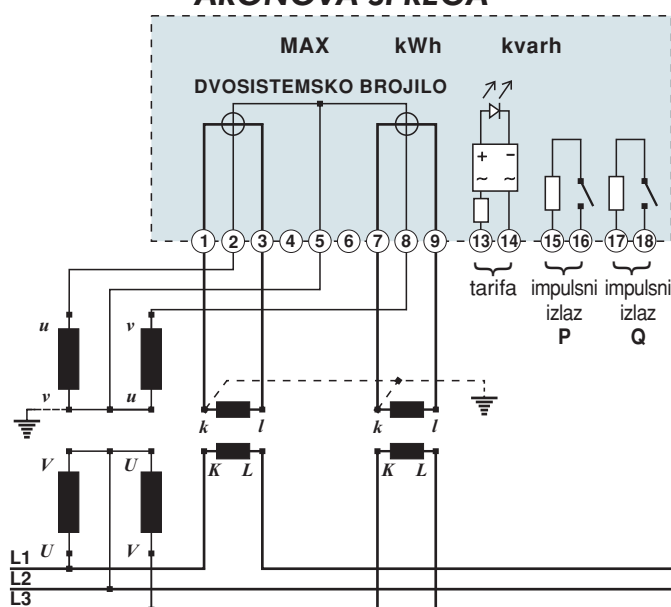 ARONOVA SPREGA
MAX kWh kvarh
DVOSISTEMSKO BROJILO
+ −
~ ~
1 2 3 4 5 6 7 8 9 13 14 15 16 17 18
tarifa impulsni impulsni
izlaz izlaz
P Q
u v
v u
k l k l
K L K L
V U
U V
L1
L2
L3